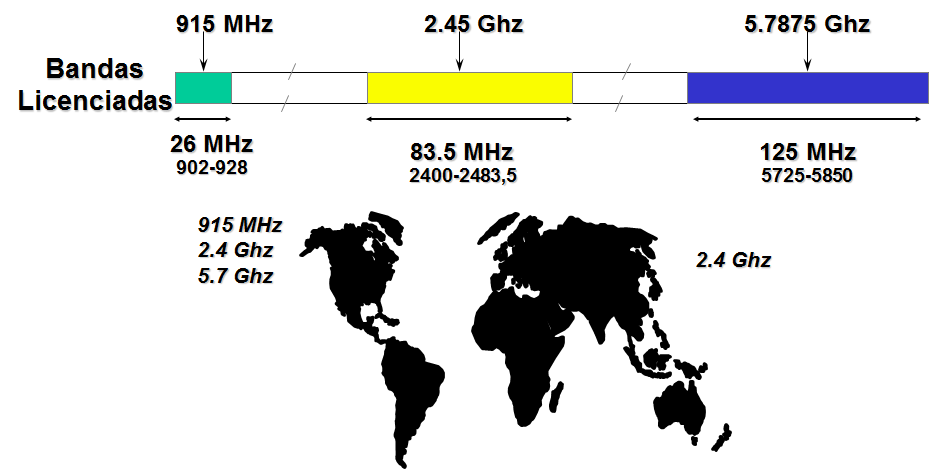 915 MHz
2.45 Ghz
5.7875 Ghz
Bandas
Licenciadas
26 MHz
902-928
83.5 MHz
2400-2483,5
125 MHz
5725-5850
915 MHz
2.4 Ghz
5.7 Ghz
2.4 Ghz